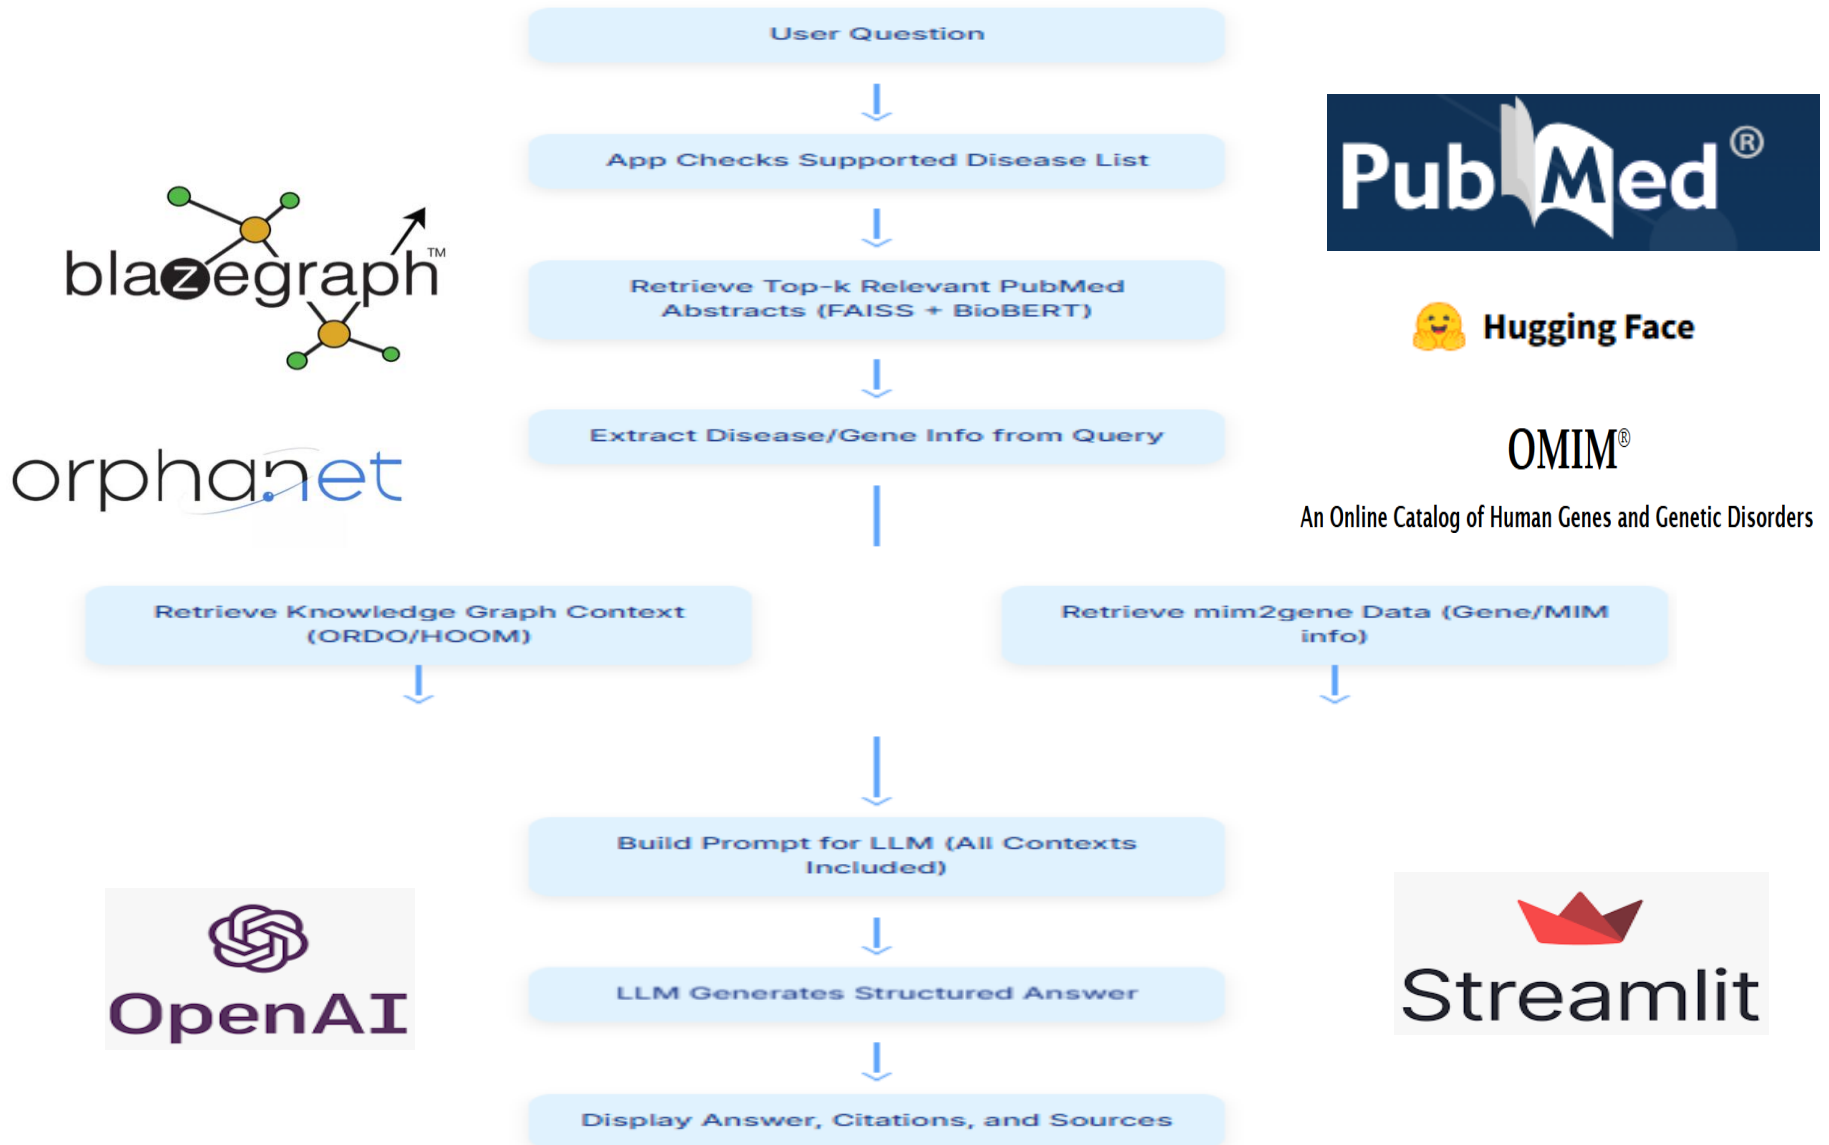 User Question
App Checks Supported Disease List
PubMed®
blazegraph™
Retrieve Top-k Relevant PubMed
Abstracts (FAISS + BioBERT)
Hugging Face
Extract Disease/Gene Info from Query
orphanet
OMIM®
An Online Catalog of Human Genes and Genetic Disorders
Retrieve Knowledge Graph Context
(ORDO/HOOM)
Retrieve mim2gene Data (Gene/MIM
info)
Build Prompt for LLM (All Contexts
Included)
OpenAI
LLM Generates Structured Answer
Streamlit
Display Answer, Citations, and Sources